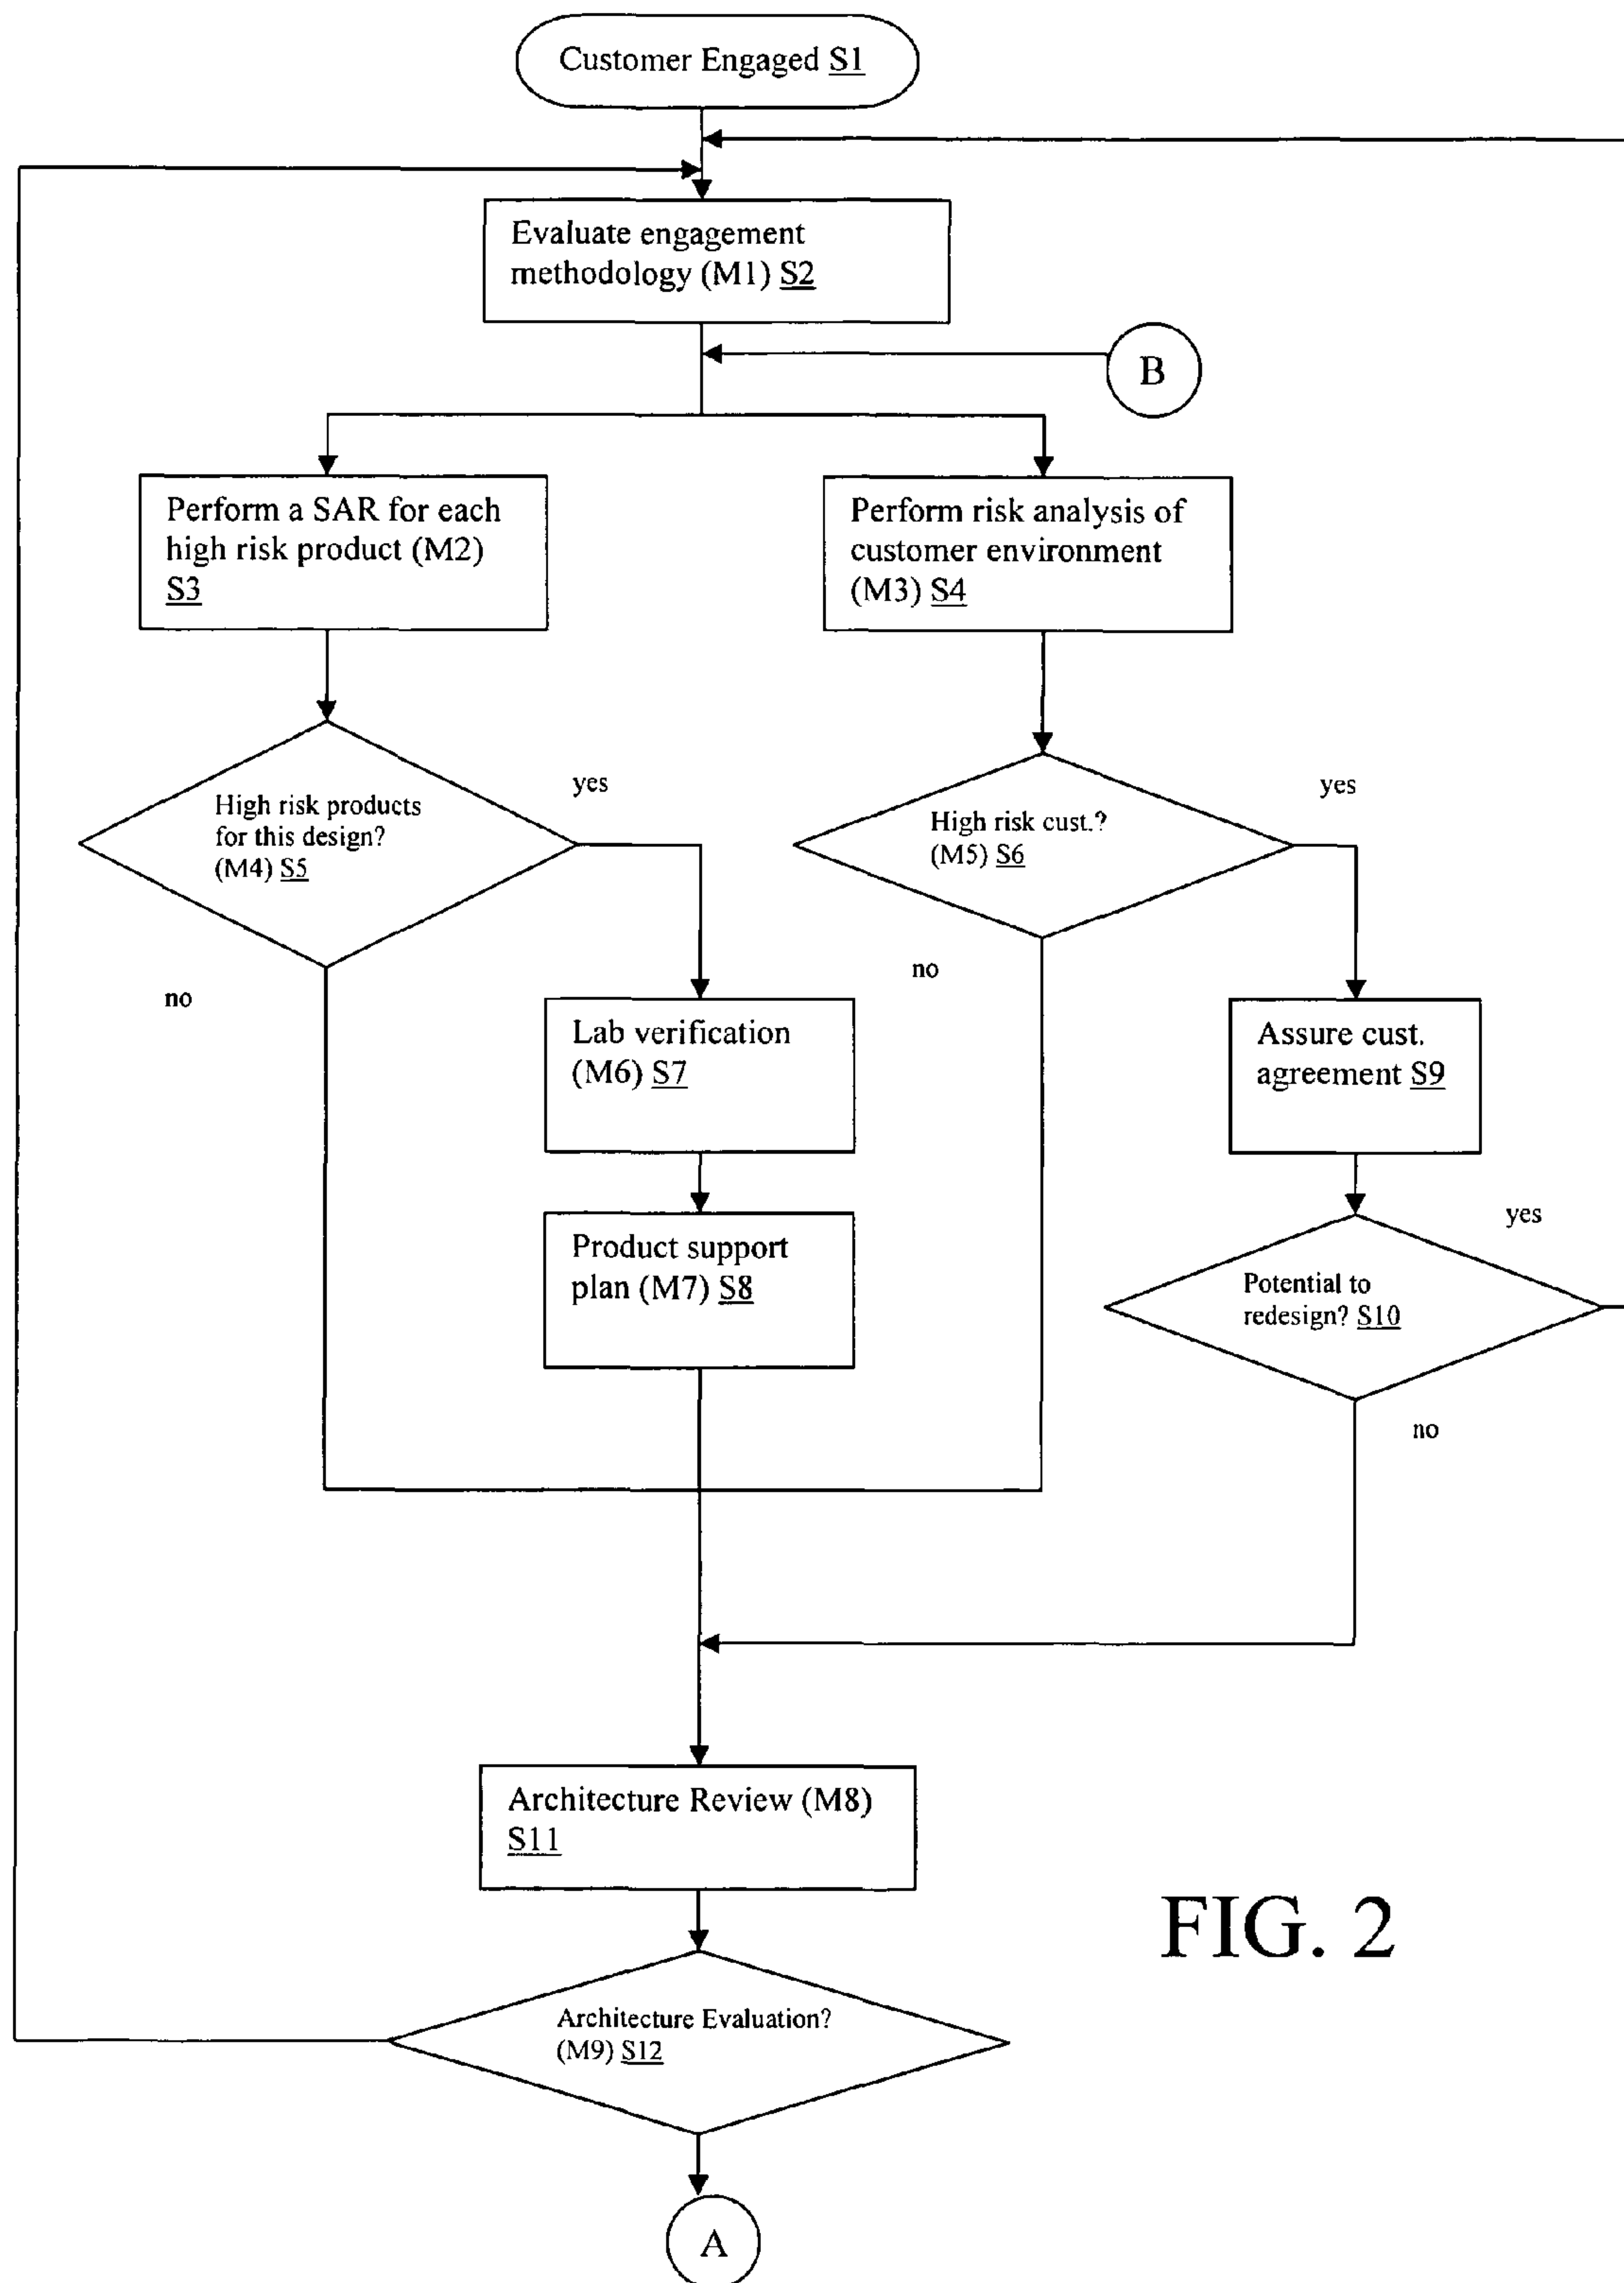 Customer Engaged S1
Evaluate engagement
methodology (M1) S2
B
Perform a SAR for each
high risk product (M2)
S3
Perform risk analysis of
customer environment
(M3) S4
yes
High risk products
for this design?
(M4) S5
no
yes
High risk cust.?
(M5) S6
no
Lab verification
(M6) S7
Assure cust.
agreement S9
Product support
plan (M7) S8
yes
Potential to
redesign? S10
no
Architecture Review (M8)
S11
FIG. 2
Architecture Evaluation?
(M9) S12
A